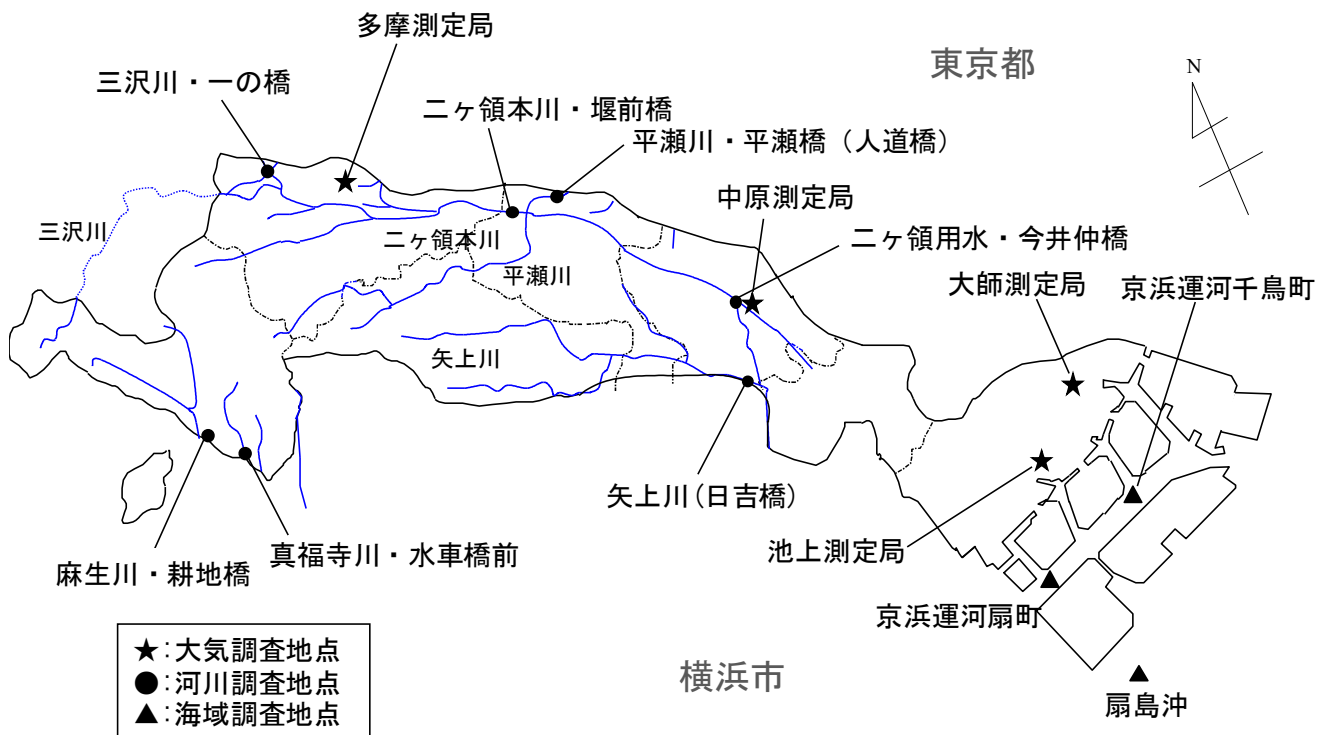 多摩測定局
東京都
三沢川・一の橋
N
二ヶ領本川・堰前橋
平瀬川・平瀬橋（人道橋）
中原測定局
三沢川
二ヶ領本川
二ヶ領用水・今井仲橋
平瀬川
大師測定局
京浜運河千鳥町
矢上川
矢上川(日吉橋)
池上測定局
真福寺川・水車橋前
麻生川・耕地橋
京浜運河扇町
★:大気調査地点
●:河川調査地点
▲:海域調査地点
横浜市
扇島沖